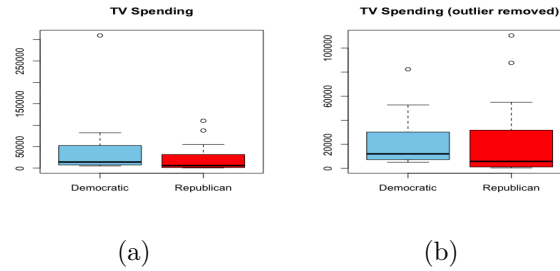 TV Spending
250000
150000
50000
0
Democratic Republican
(a)
TV Spending (outlier removed)
100000
60000
20000
0
Democratic Republican
(b)